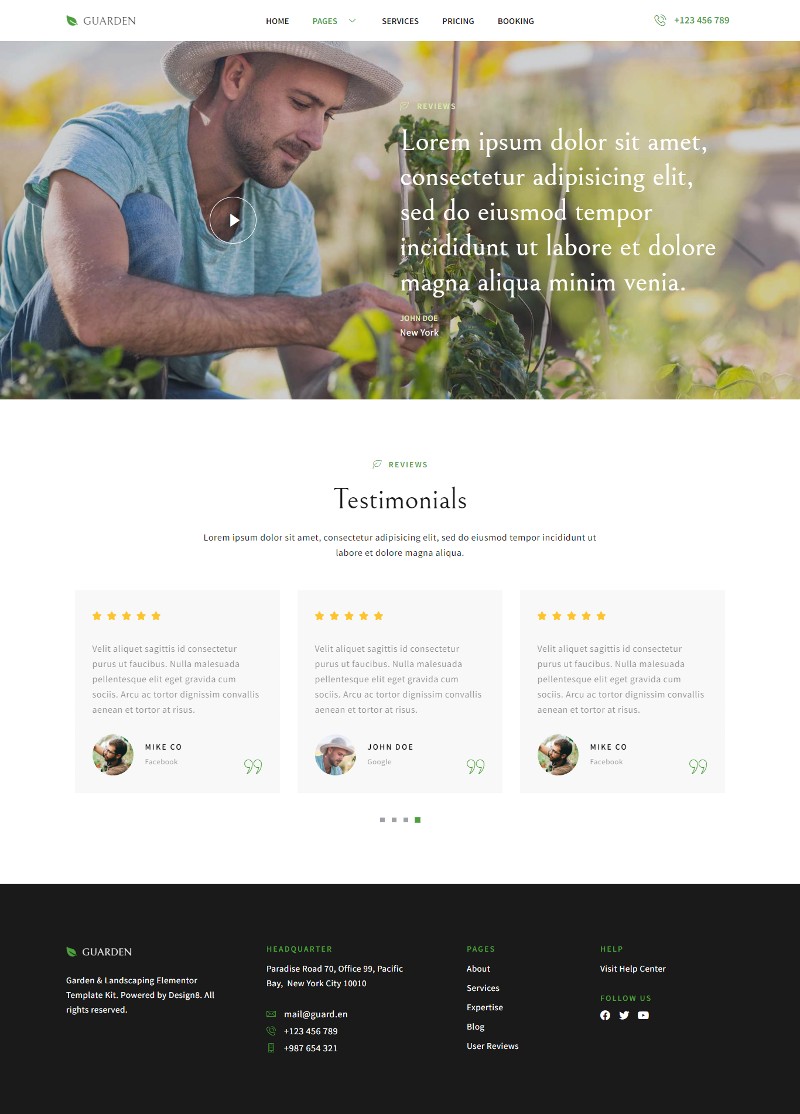 GUARDEN
HOME PAGES SERVICES PRICING BOOKING
+123 456 789
REVIEWS
Lorem ipsum dolor sit amet,
consectetur adipisicing elit,
sed do eiusmod tempor
incididunt ut labore et dolore
magna aliqua minim venia.
JOHN DOE
New York
REVIEWS
Testimonials
Lorem ipsum dolor sit amet, consectetur adipisicing elit, sed do eiusmod tempor incididunt ut
labore et dolore magna aliqua.
Velit aliquet sagittis id consectetur
purus ut faucibus. Nulla malesuada
pellentesque elit eget gravida cum
sociis. Arcu ac tortor dignissim convallis
aenean et tortor at risus.
MIKE CO
Facebook
Velit aliquet sagittis id consectetur
purus ut faucibus. Nulla malesuada
pellentesque elit eget gravida cum
sociis. Arcu ac tortor dignissim convallis
aenean et tortor at risus.
JOHN DOE
Google
Velit aliquet sagittis id consectetur
purus ut faucibus. Nulla malesuada
pellentesque elit eget gravida cum
sociis. Arcu ac tortor dignissim convallis
aenean et tortor at risus.
MIKE CO
Facebook
GUARDEN
Garden & Landscaping Elementor
Template Kit. Powered by Design8. All
rights reserved.
HEADQUARTER
Paradise Road 70, Office 99, Pacific
Bay, New York City 10010
mail@guard.en
+123 456 789
+987 654 321
PAGES
About
Services
Expertise
Blog
User Reviews
HELP
Visit Help Center
FOLLOW US